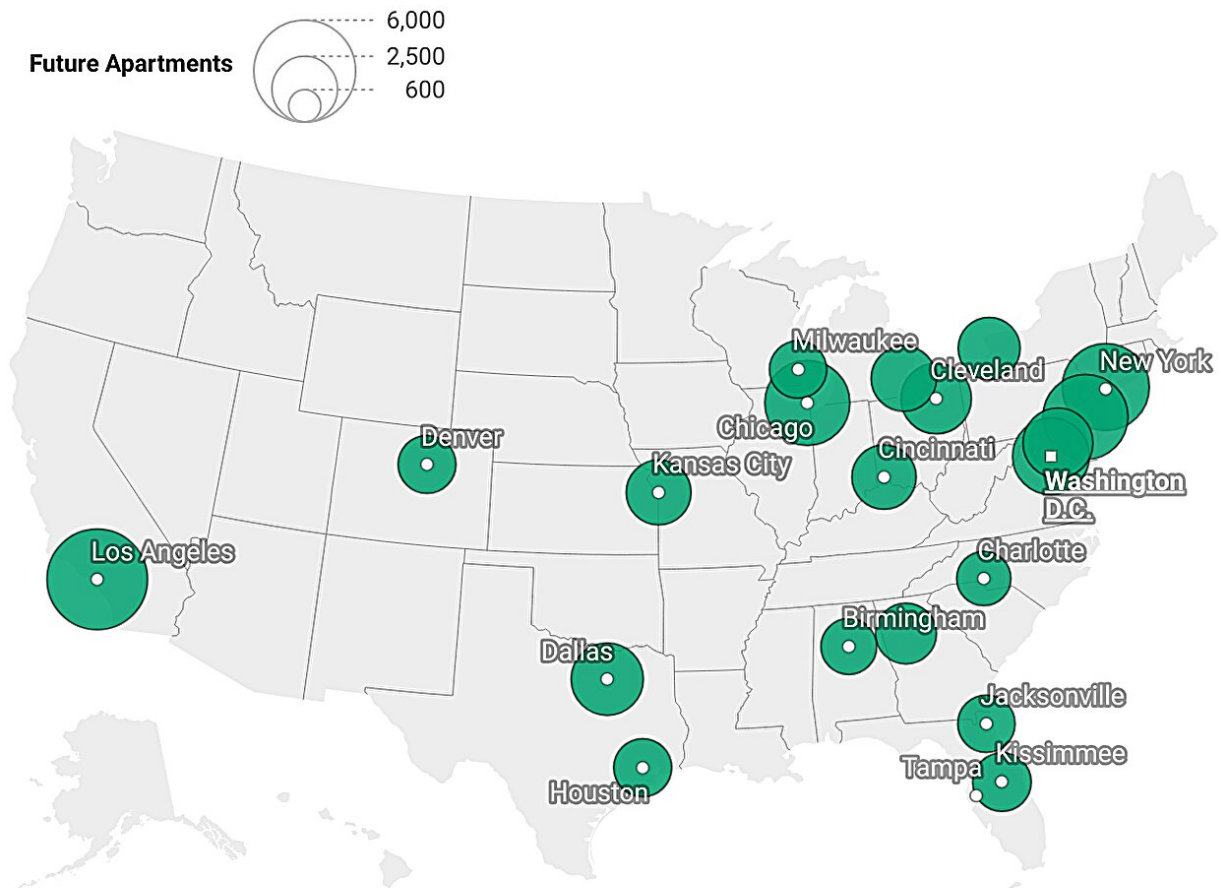 6,000
Future Apartments
2,500
600
Milwaukee
New York
Cleveland
Chicago
Denver
Cincinnati
Kansas City
Washington
D.C.
Los Angeles
Charlotte
Birmingham
Dallas
Jacksonville
Kissimmee
Tampa
Houston